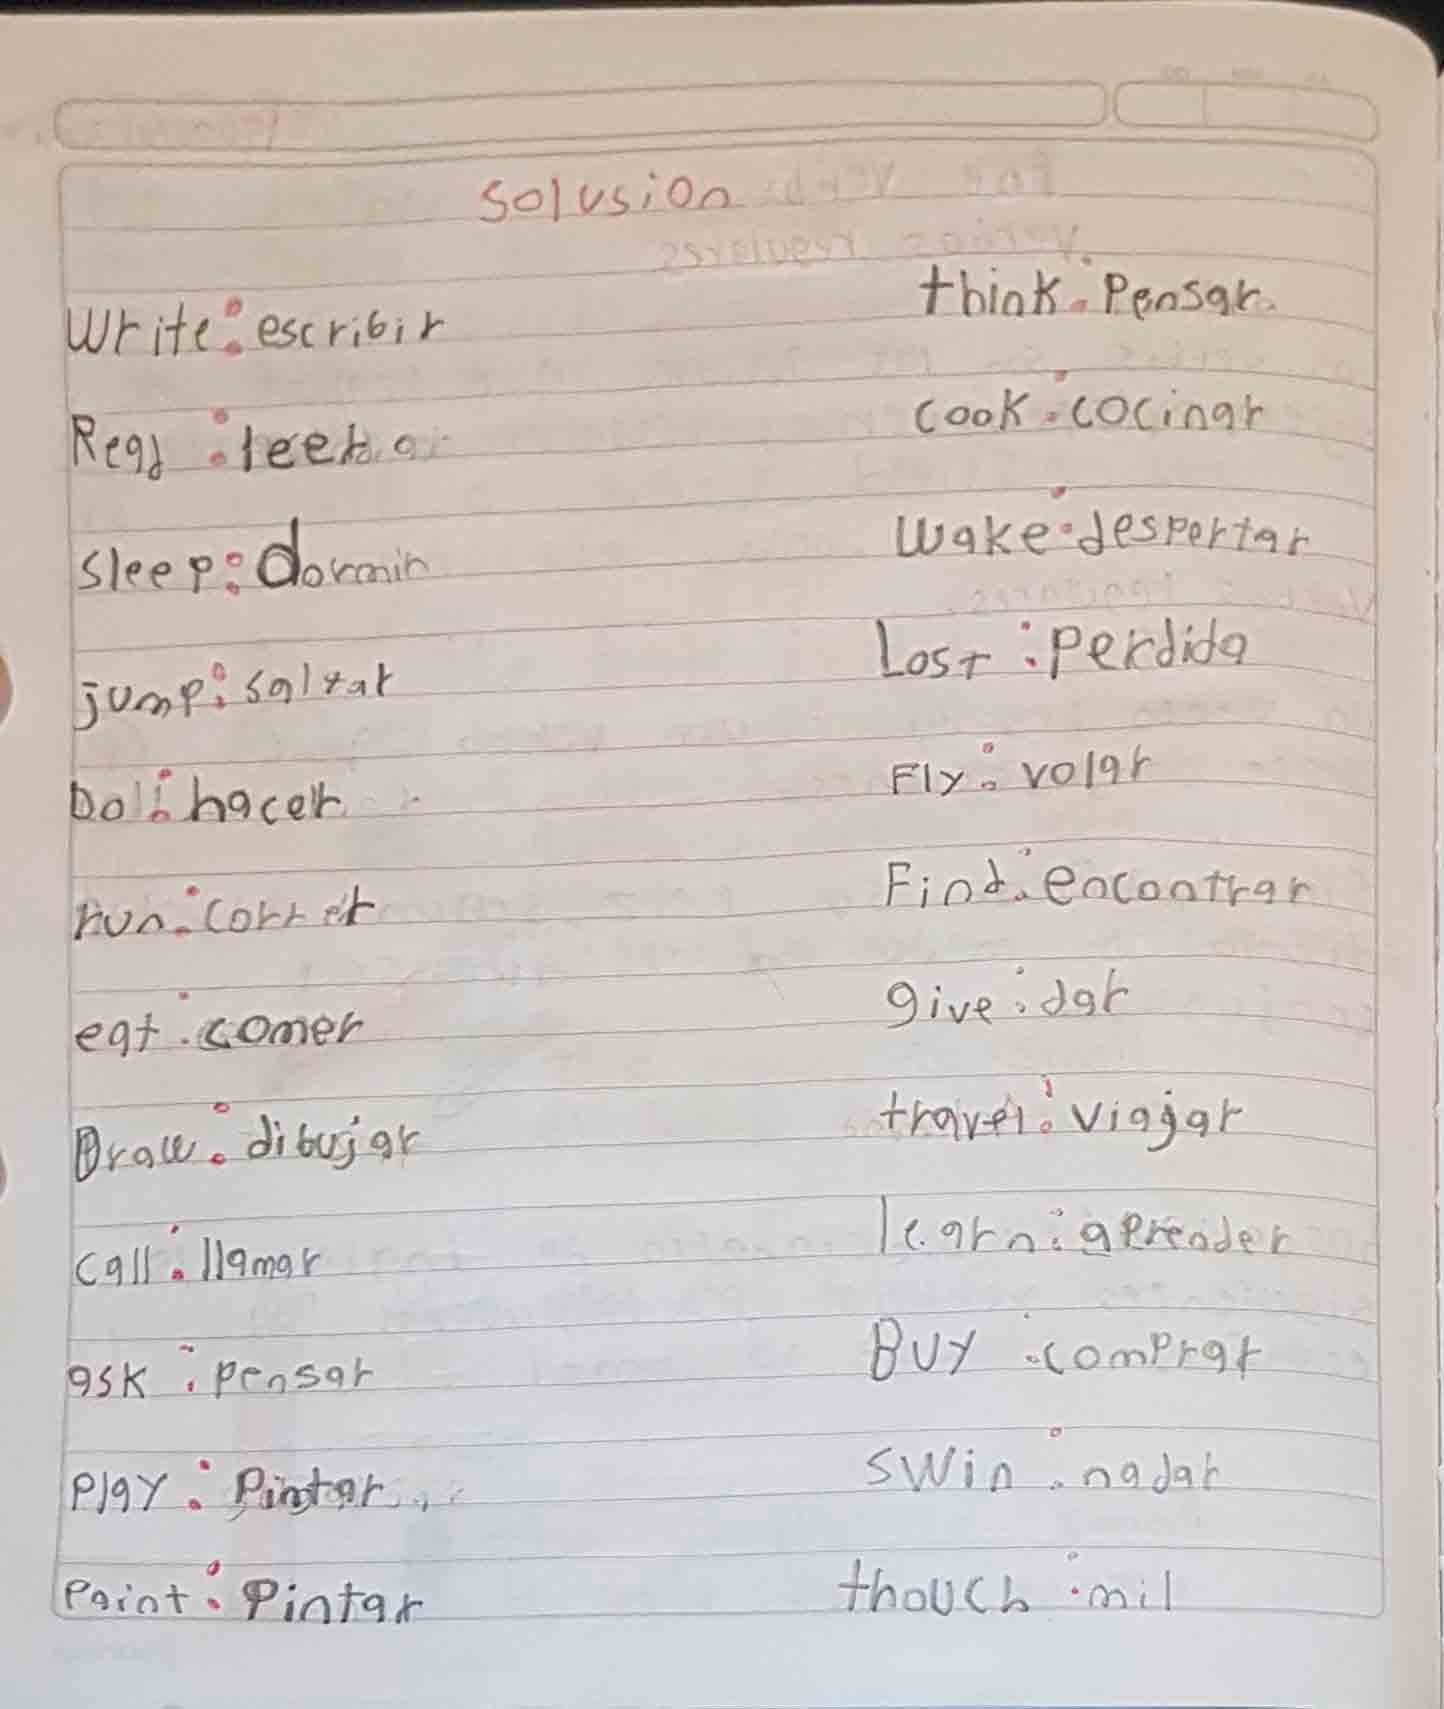 Solusion
Write: escribir
Read: leer
Sleep: dormir
jump: saltar
Do: hacer
run: correr
eat: comer
Draw: dibujar
call: llamar
ask: pensar
Play: Pintar
Paint: Pintar
think: Pensar.
cook: cocinar
Wake: despertar
Lost: perdida
Fly: volar
Find: encontrar
give: dar
travel: viajar
learn: aprender
Buy: comprar
swin: nadar
thouch: mil